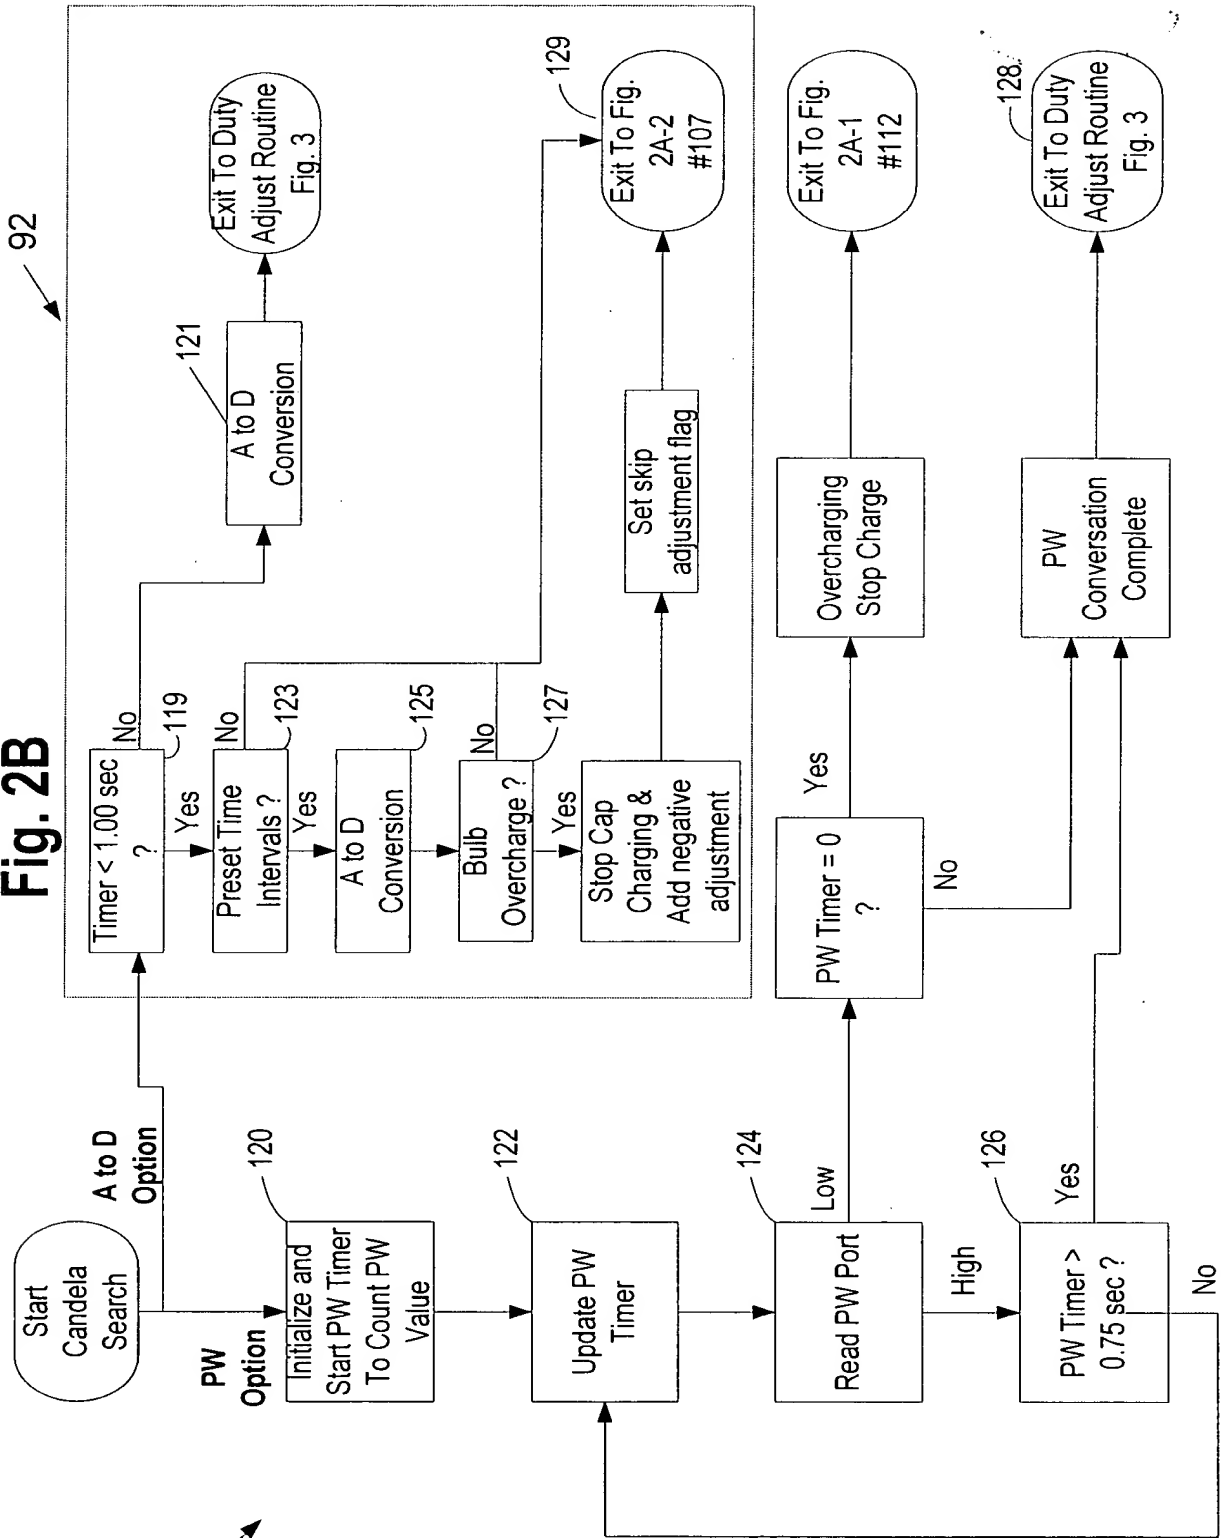 Fig. 2B
92
Start
Candela
Search
A to D
Option
PW
Option
120
Initialize and
Start PW Timer
To Count PW
Value
122
Update PW
Timer
124
Read PW Port
Low
High
126
PW Timer >
0.75 sec ?
Yes
No
Timer < 1.00 sec
?
No
119
Yes
Preset Time
Intervals ?
No
123
Yes
A to D
Conversion
125
Bulb
Overcharge ?
No
127
Yes
Stop Cap
Charging &
Add negative
adjustment
121
A to D
Conversion
Exit To Duty
Adjust Routine
Fig. 3
Set skip
adjustment flag
129
Exit To Fig.
2A-2
#107
PW Timer = 0
?
Yes
No
Overcharging
Stop Charge
Exit To Fig.
2A-1
#112
PW
Conversation
Complete
128
Exit To Duty
Adjust Routine
Fig. 3